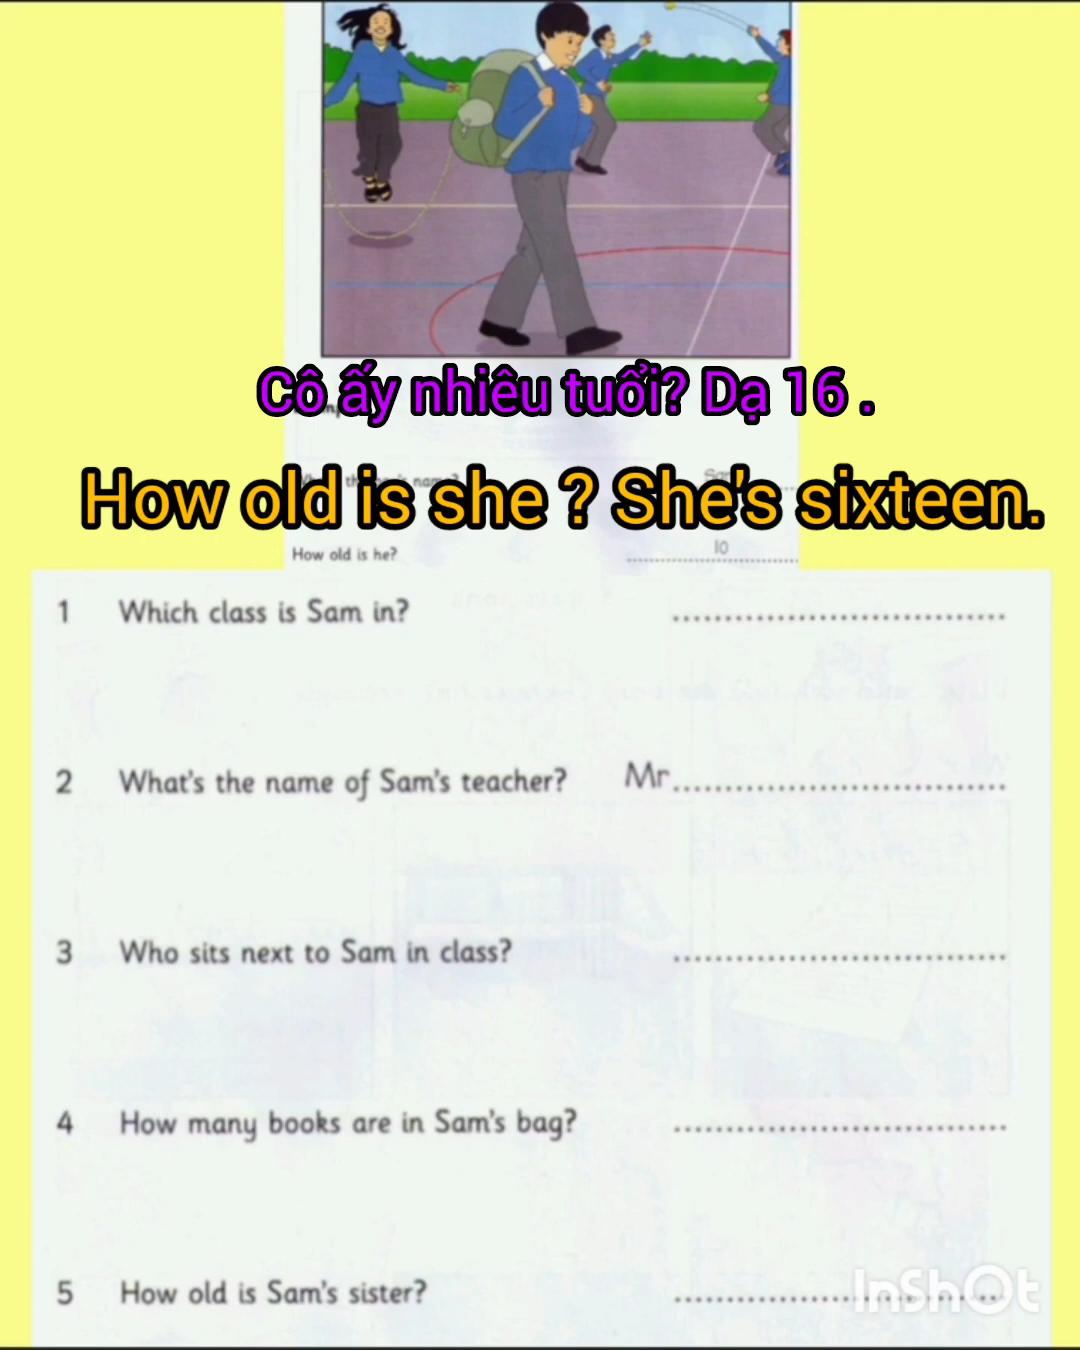 Cô ấy nhiêu tuổi? Dạ 16 .
How old is she ? She's sixteen.
How old is he? 10
1 Which class is Sam in? ................................
2 What's the name of Sam's teacher? Mr ................................
3 Who sits next to Sam in class? ................................
4 How many books are in Sam's bag? ................................
5 How old is Sam's sister? ................................
InShOt